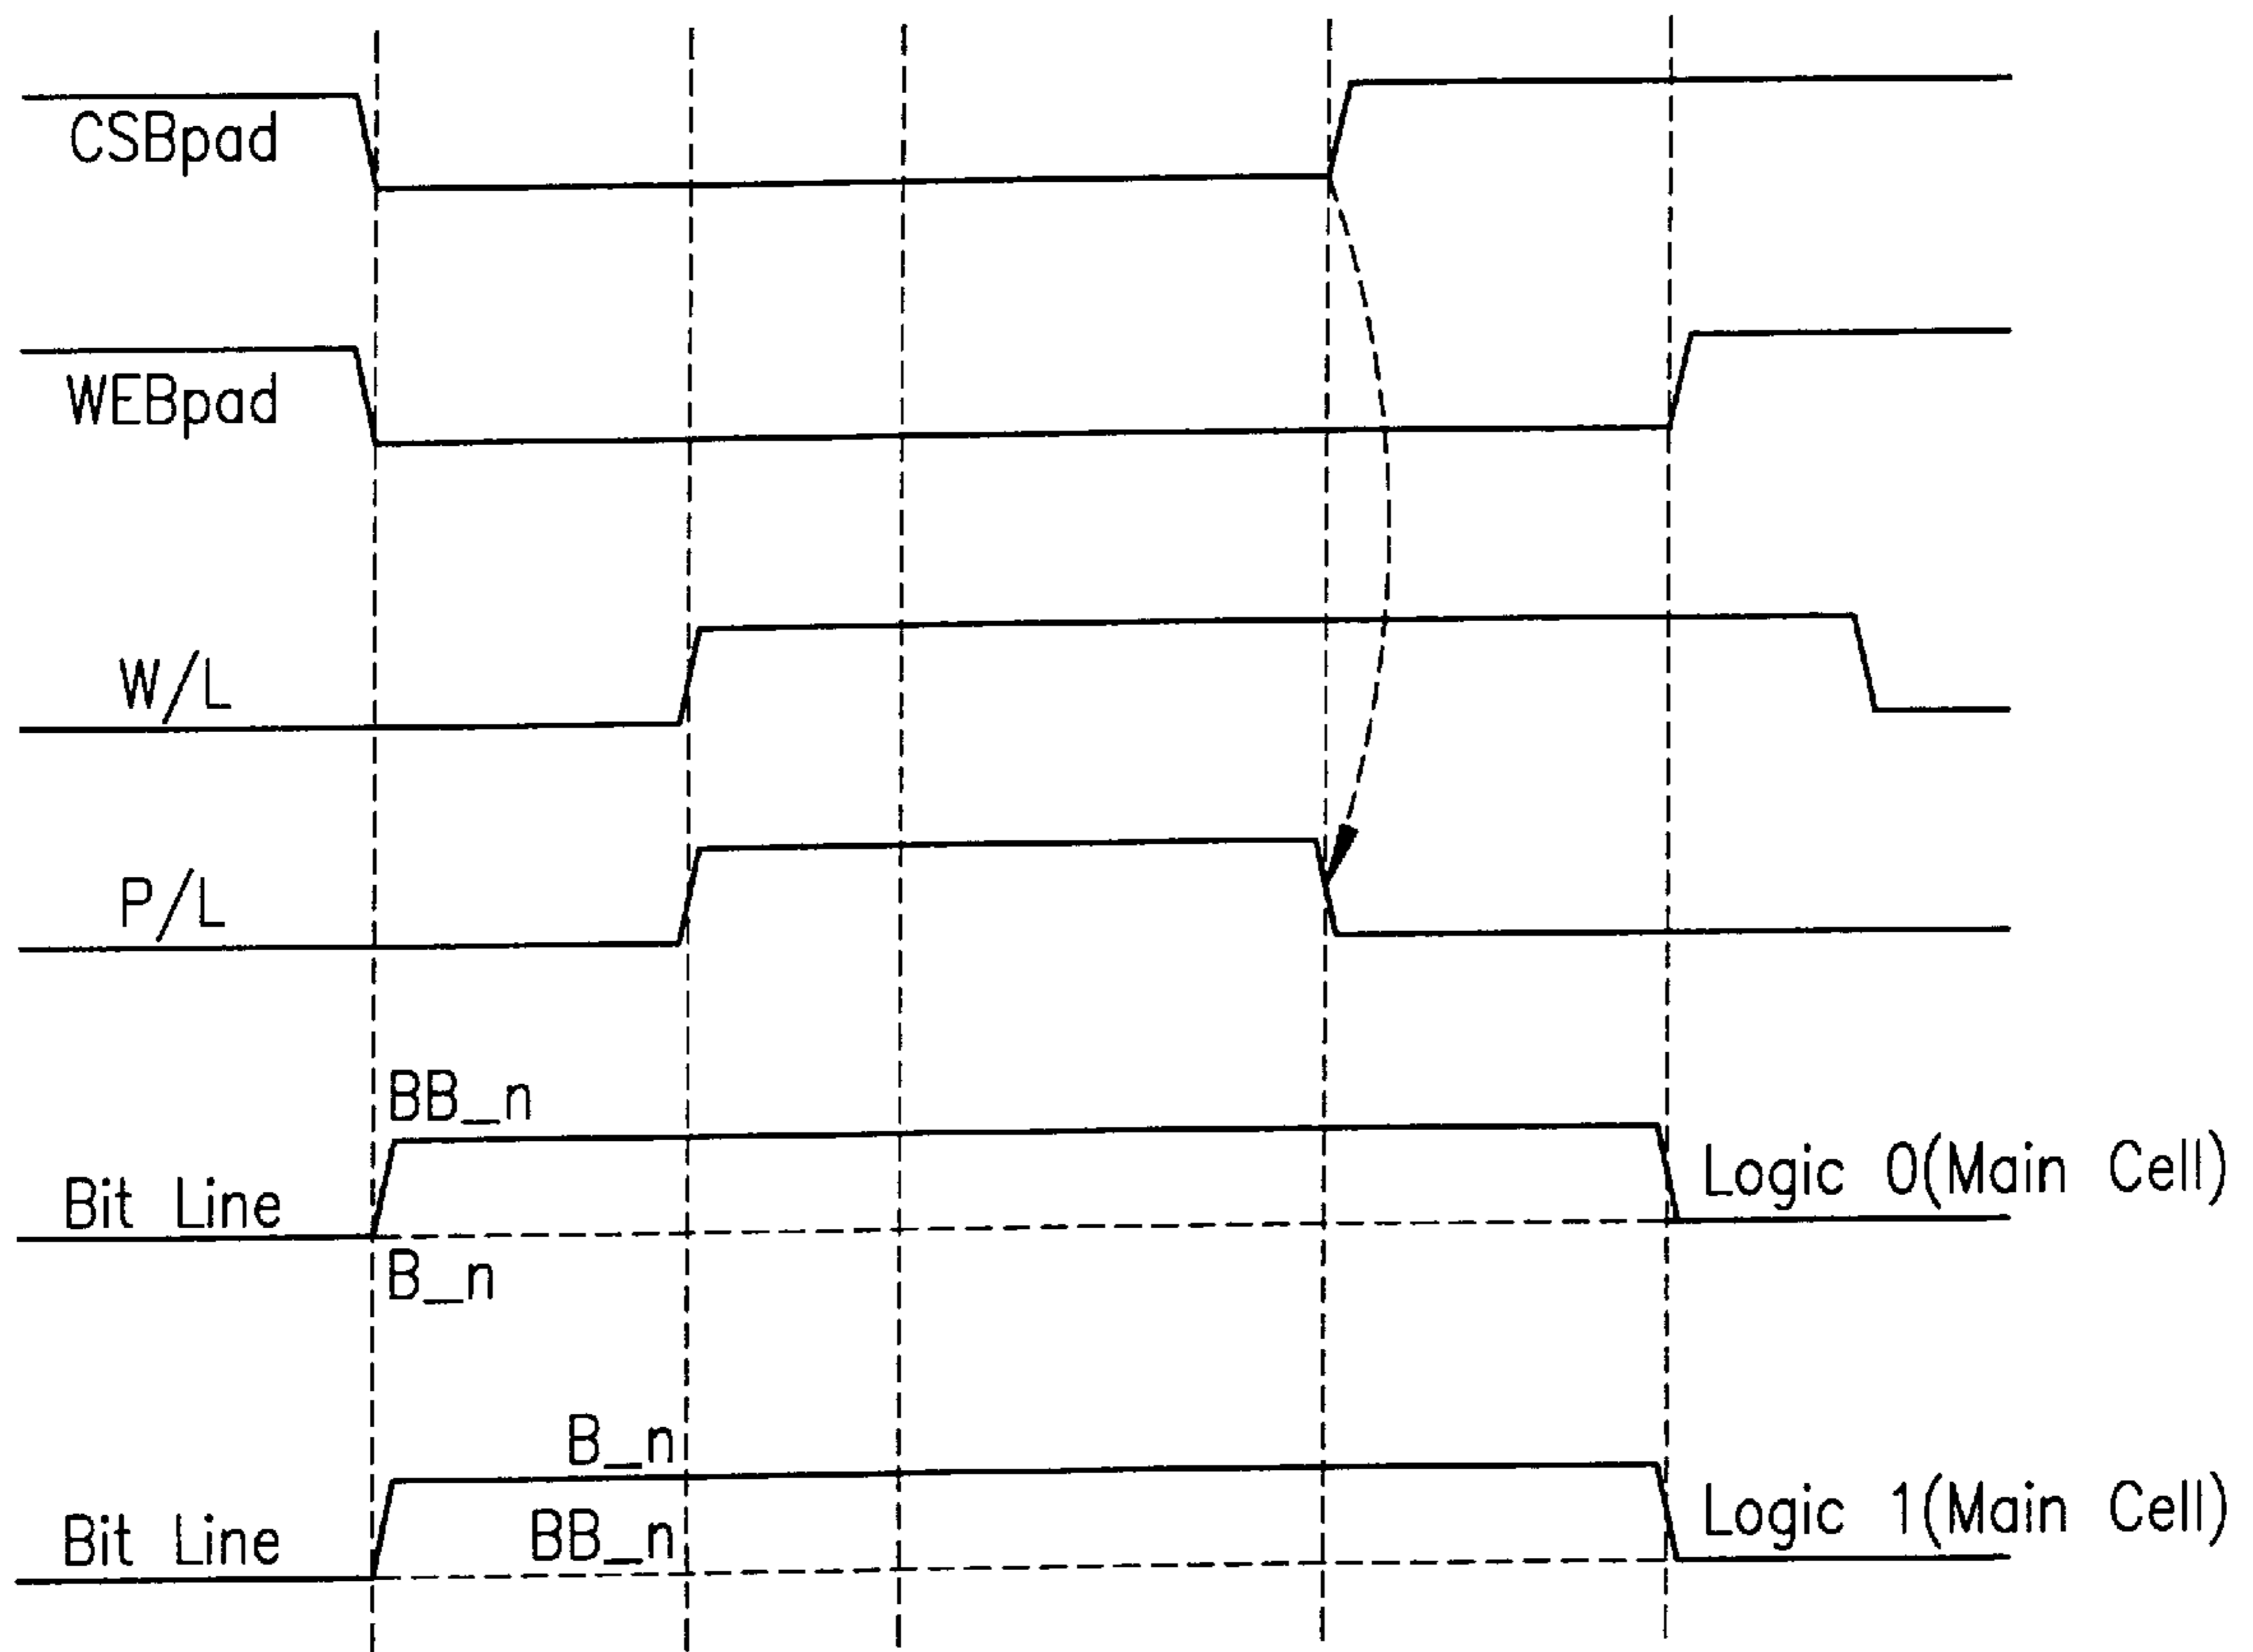 CSBpad
WEBpad
W/L
P/L
BB_n
Bit Line
Logic 0(Main Cell)
B_n
B_n
Bit Line
BB_n
Logic 1(Main Cell)